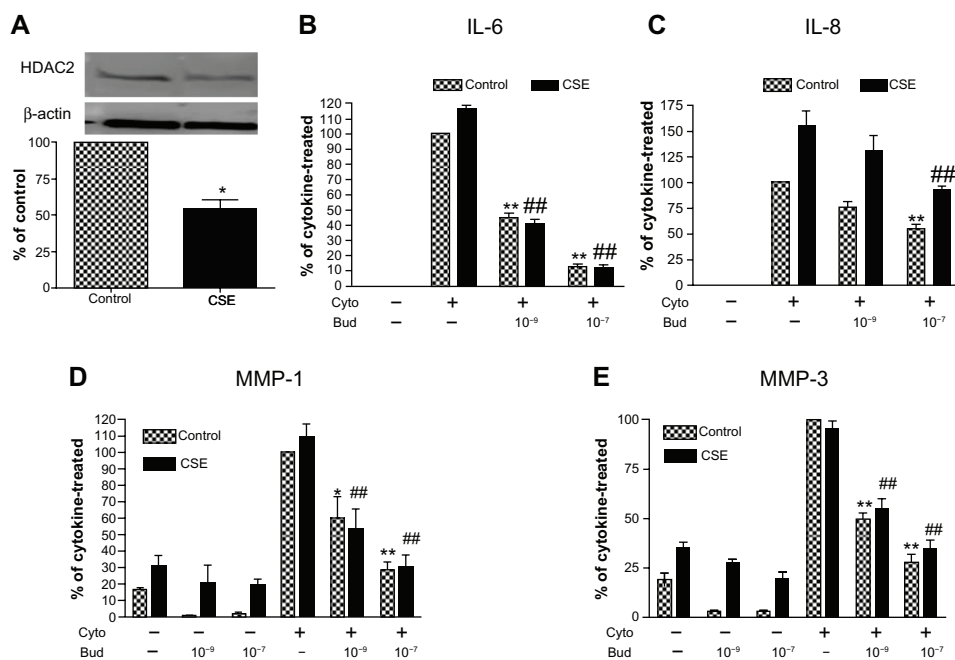 A
HDAC2
β-actin
% of control
100
75
50
25
0
*
Control
CSE
B
IL-6
Control
CSE
% of cytokine-treated
120
110
100
90
80
70
60
50
40
30
20
10
0
** ##
** ##
Cyto − + + +
Bud − − 10⁻⁹ 10⁻⁷
C
IL-8
Control
CSE
% of cytokine-treated
175
150
125
100
75
50
25
0
** ##
Cyto − + + +
Bud − − 10⁻⁹ 10⁻⁷
D
MMP-1
Control
CSE
% of cytokine-treated
120
110
100
90
80
70
60
50
40
30
20
10
0
* ##
** ##
Cyto − − − + + +
Bud − 10⁻⁹ 10⁻⁷ − 10⁻⁹ 10⁻⁷
E
MMP-3
Control
CSE
% of cytokine-treated
100
75
50
25
0
** ##
** ##
Cyto − − − + + +
Bud − 10⁻⁹ 10⁻⁷ − 10⁻⁹ 10⁻⁷